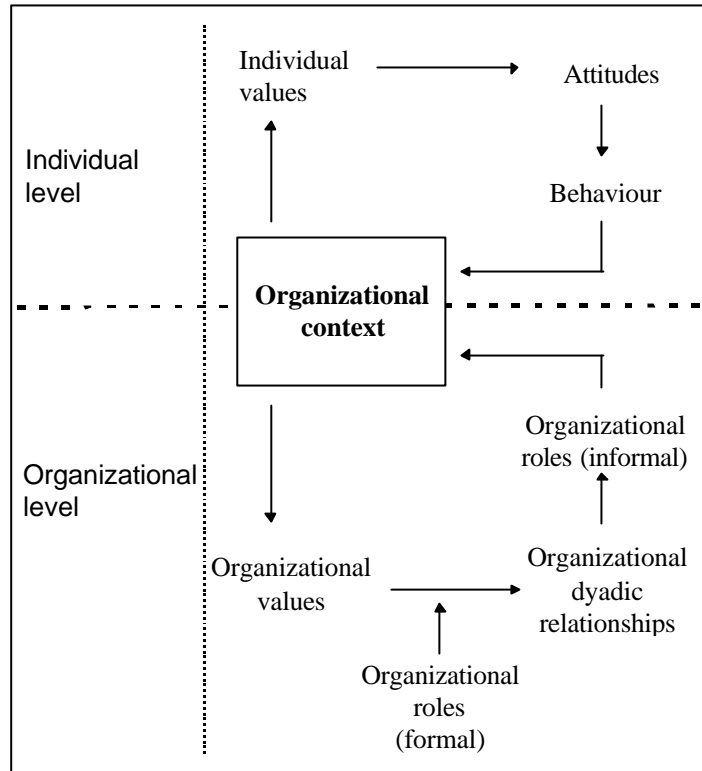 Individual
values
Attitudes
Individual
level
Behaviour
Organizational
context
Organizational
roles (informal)
Organizational
level
Organizational
values
Organizational
dyadic
relationships
Organizational
roles
(formal)